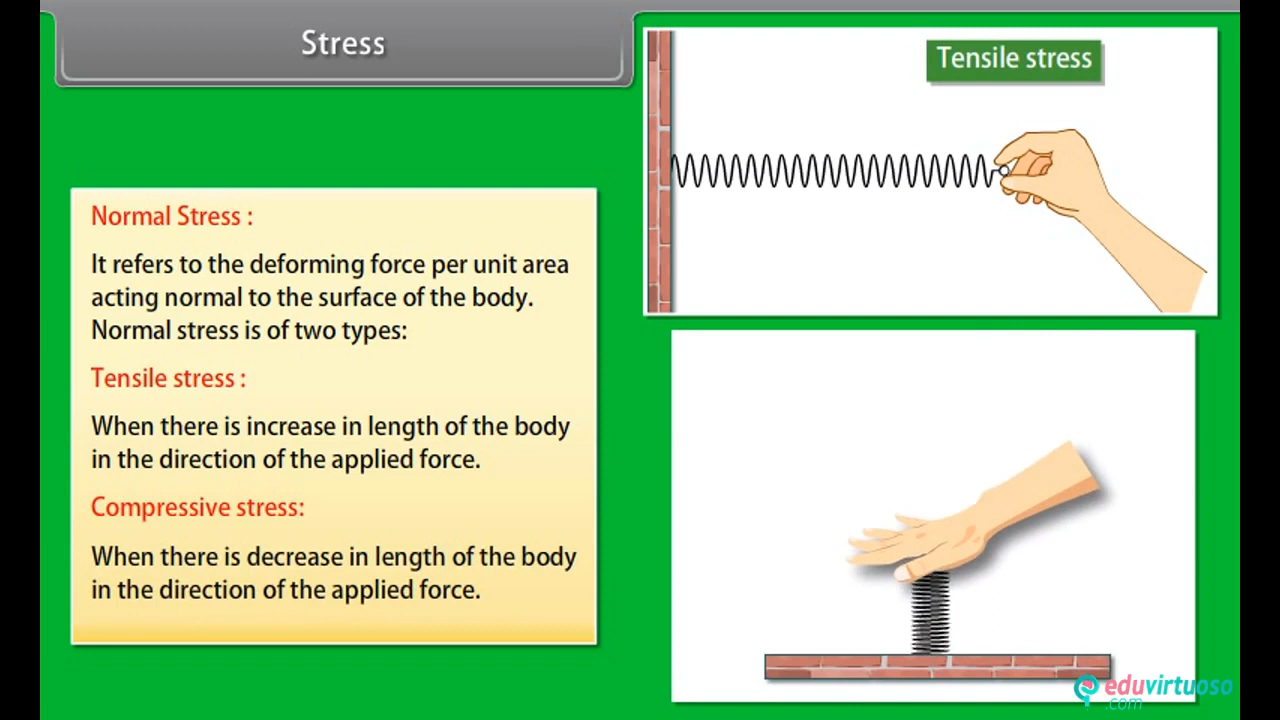 Stress
Normal Stress :
It refers to the deforming force per unit area
acting normal to the surface of the body.
Normal stress is of two types:
Tensile stress :
When there is increase in length of the body
in the direction of the applied force.
Compressive stress:
When there is decrease in length of the body
in the direction of the applied force.
Tensile stress
eduvirtuoso
.com